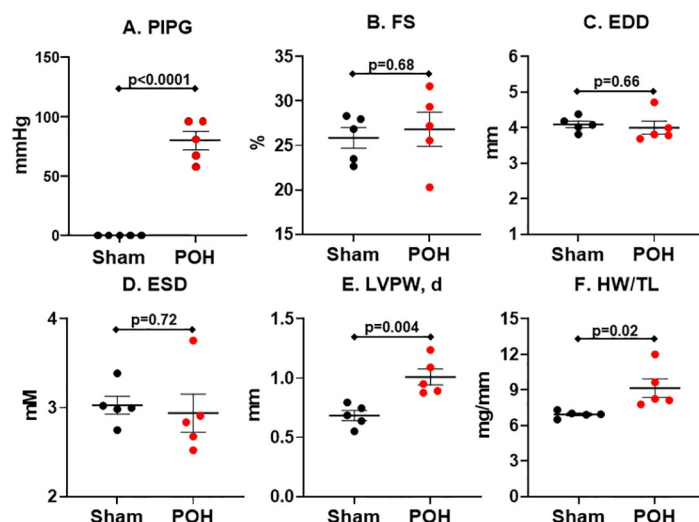 A. PIPG
p<0.0001
mmHg
150
100
50
0
Sham POH
B. FS
p=0.68
%
35
30
25
20
15
Sham POH
C. EDD
p=0.66
mm
6
5
4
3
2
1
Sham POH
D. ESD
p=0.72
mM
4
3
2
Sham POH
E. LVPW, d
p=0.004
mm
1.5
1.0
0.5
0.0
Sham POH
F. HW/TL
p=0.02
mg/mm
15
12
9
6
3
0
Sham POH